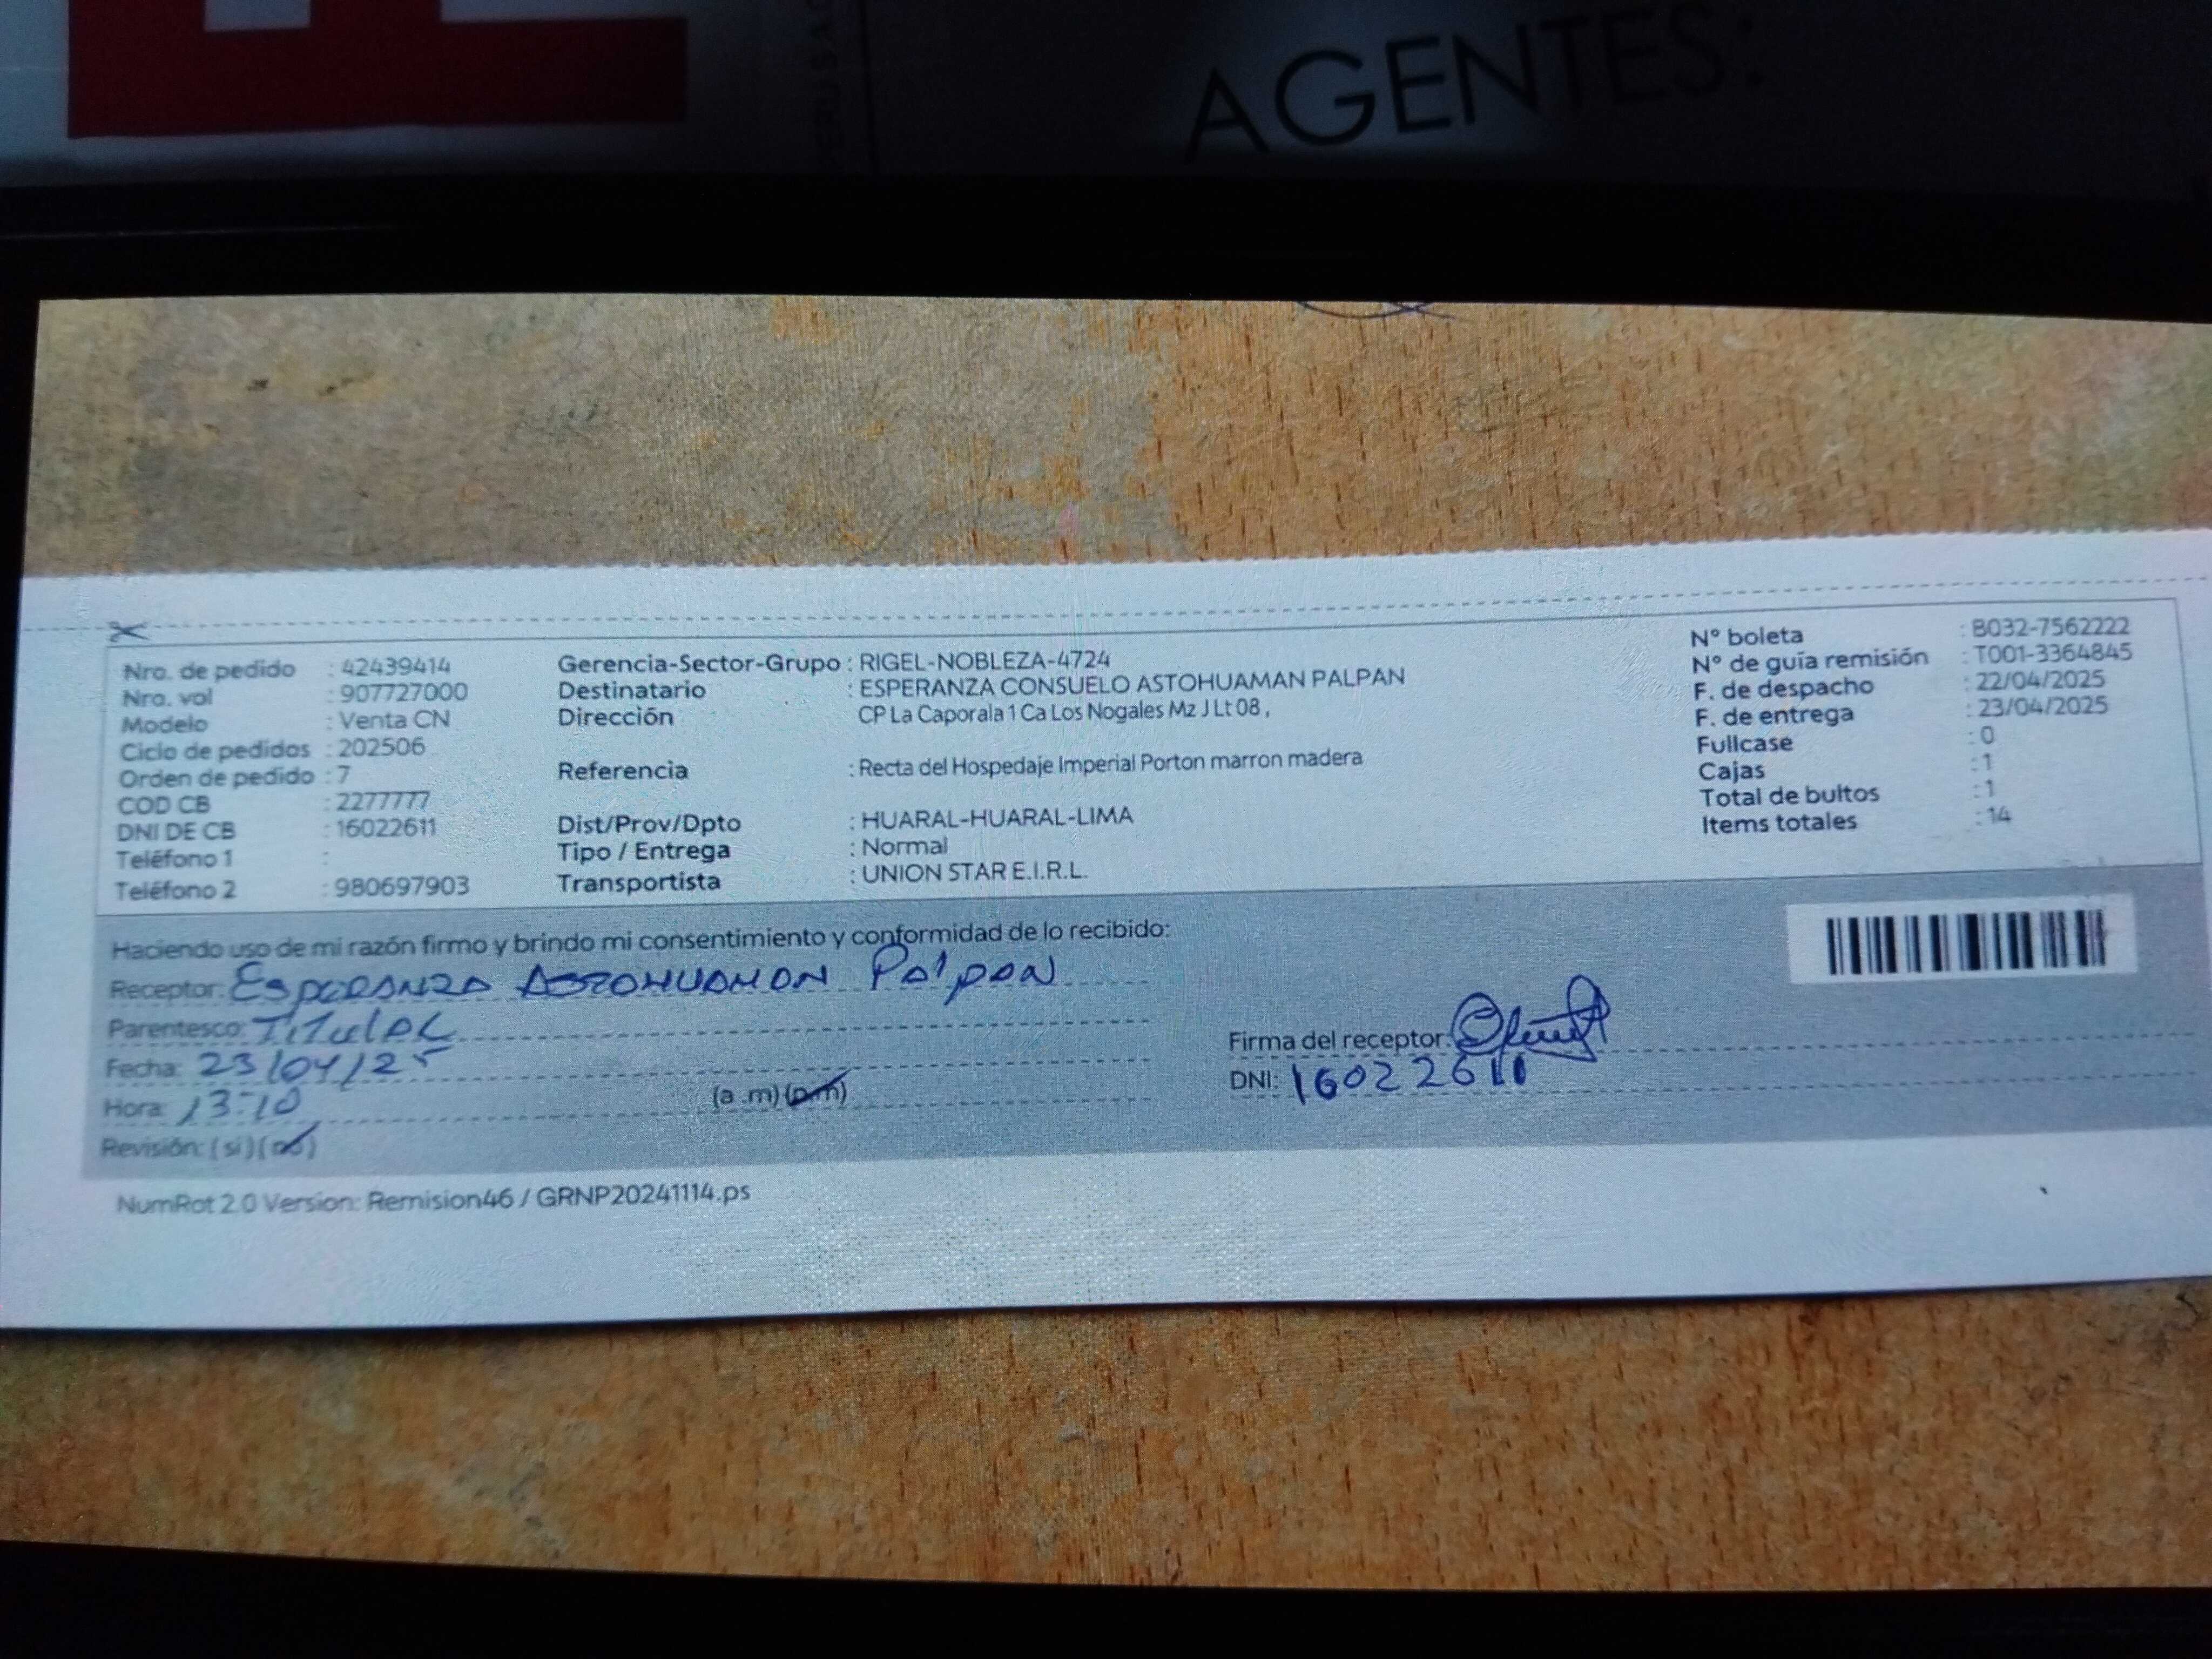 AGENTES:
Nro. de pedido : 42439414
Nro. vol : 907727000
Modelo : Venta CN
Ciclo de pedidos : 202506
Orden de pedido : 7
COD CB : 2277777
DNI DE CB : 16022611
Teléfono 1 :
Teléfono 2 : 980697903
Gerencia-Sector-Grupo : RIGEL-NOBLEZA-4724
Destinatario : ESPERANZA CONSUELO ASTOHUAMAN PALPAN
Dirección CP La Caporala 1 Ca Los Nogales Mz J Lt 08 ,
Referencia : Recta del Hospedaje Imperial Porton marron madera
Dist/Prov/Dpto : HUARAL-HUARAL-LIMA
Tipo / Entrega : Normal
Transportista : UNION STAR E.I.R.L.
N° boleta : B032-7562222
N° de guía remisión : T001-3364845
F. de despacho : 22/04/2025
F. de entrega : 23/04/2025
Fullcase : 0
Cajas : 1
Total de bultos : 1
Items totales : 14
Haciendo uso de mi razón firmo y brindo mi consentimiento y conformidad de lo recibido:
Receptor: Esperanza Astohuaman Palpan
Parentesco: Titular
Fecha: 23/04/25
Hora: 13:10 (a .m) (p.m)
Revisión: (si) (no)
Firma del receptor:
DNI: 16022611
NumRot 2.0 Version: Remision46 / GRNP20241114.ps